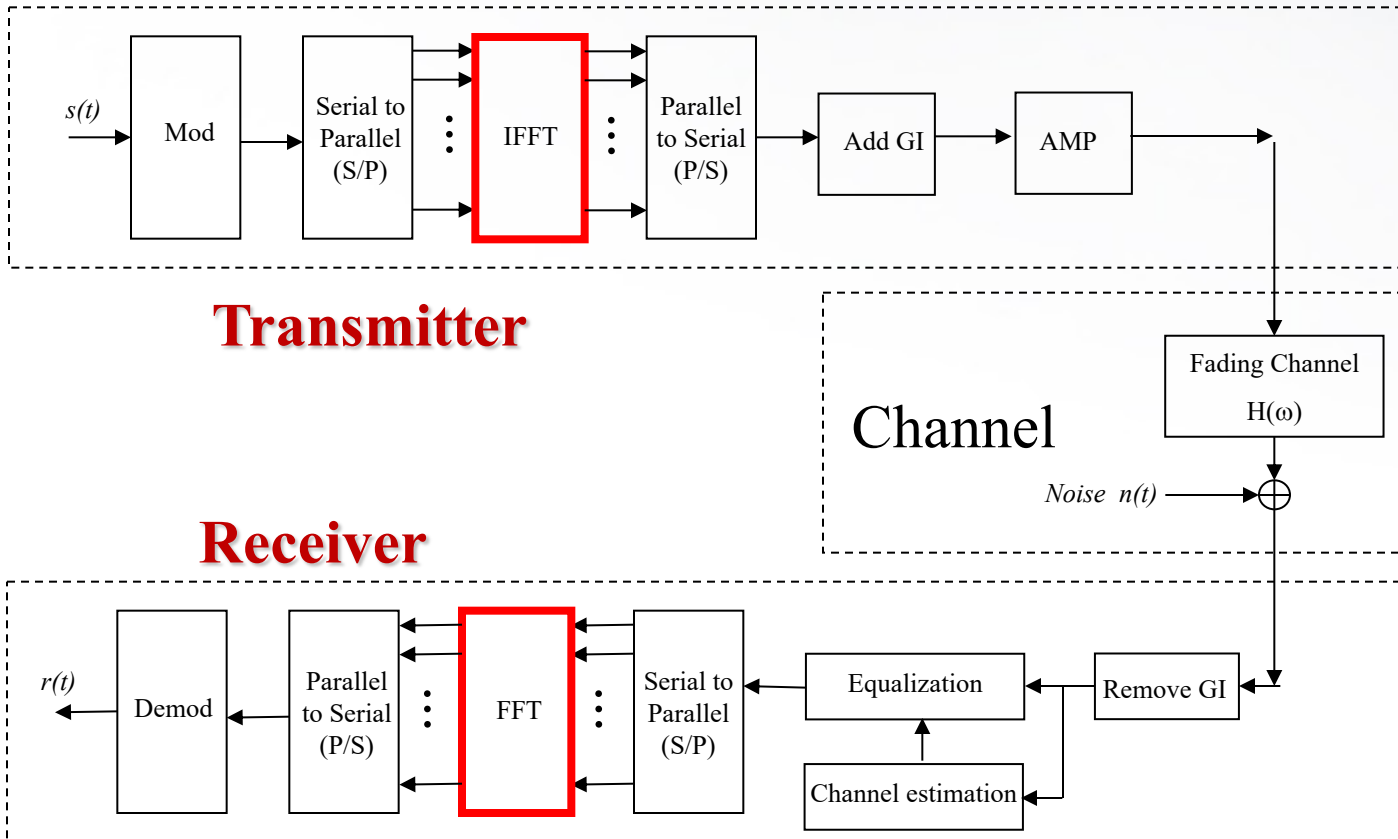 s(t)
Mod
Serial to
Parallel
(S/P)
IFFT
Parallel
to Serial
(P/S)
Add GI
AMP
Transmitter
Fading Channel
H(ω)
Channel
Noise n(t)
Receiver
r(t)
Demod
Parallel
to Serial
(P/S)
FFT
Serial to
Parallel
(S/P)
Equalization
Remove GI
Channel estimation